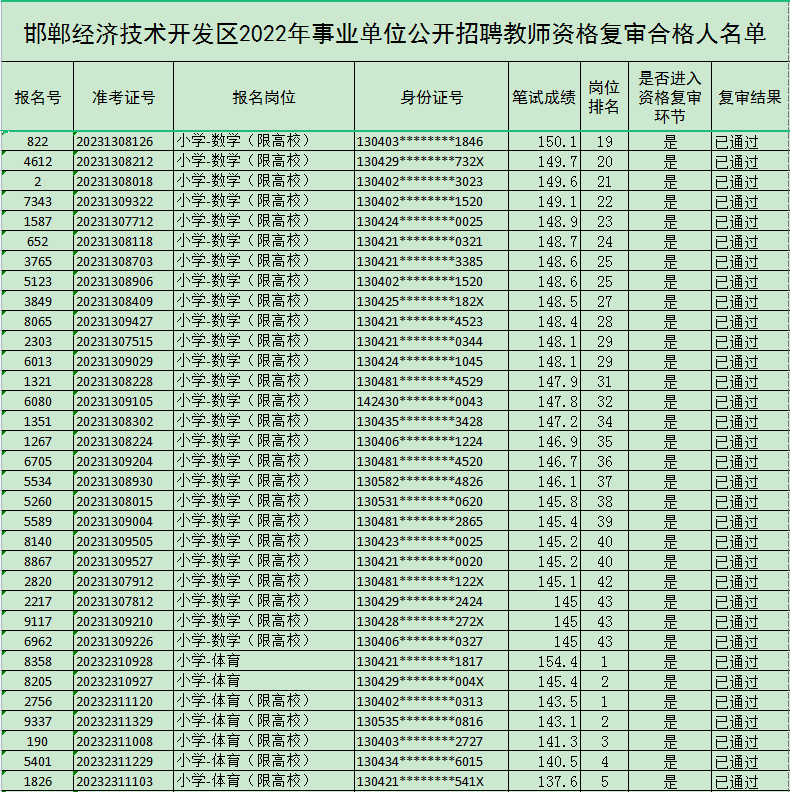 邯郸经济技术开发区2022年事业单位公开招聘教师资格复审合格人名单
报名号 准考证号 报名岗位 身份证号 笔试成绩 岗位排名 是否进入资格复审环节 复审结果
822 20231308126 小学-数学（限高校） 130403********1846 150.1 19 是 已通过
4612 20231308212 小学-数学（限高校） 130429********732X 149.7 20 是 已通过
2 20231308018 小学-数学（限高校） 130402********3023 149.6 21 是 已通过
7343 20231309322 小学-数学（限高校） 130402********1520 149.1 22 是 已通过
1587 20231307712 小学-数学（限高校） 130424********0025 148.9 23 是 已通过
652 20231308118 小学-数学（限高校） 130421********0321 148.7 24 是 已通过
3765 20231308703 小学-数学（限高校） 130421********3385 148.6 25 是 已通过
5123 20231308906 小学-数学（限高校） 130402********1520 148.6 25 是 已通过
3849 20231308409 小学-数学（限高校） 130425********182X 148.5 27 是 已通过
8065 20231309427 小学-数学（限高校） 130421********4523 148.4 28 是 已通过
2303 20231307515 小学-数学（限高校） 130421********0344 148.1 29 是 已通过
6013 20231309029 小学-数学（限高校） 130424********1045 148.1 29 是 已通过
1321 20231308228 小学-数学（限高校） 130481********4529 147.9 31 是 已通过
6080 20231309105 小学-数学（限高校） 142430********0043 147.8 32 是 已通过
1351 20231308302 小学-数学（限高校） 130435********3428 147.2 34 是 已通过
1267 20231308224 小学-数学（限高校） 130406********1224 146.9 35 是 已通过
6705 20231309204 小学-数学（限高校） 130481********4520 146.7 36 是 已通过
5534 20231308930 小学-数学（限高校） 130582********4826 146.1 37 是 已通过
5260 20231308015 小学-数学（限高校） 130531********0620 145.8 38 是 已通过
5589 20231309004 小学-数学（限高校） 130481********2865 145.4 39 是 已通过
8140 20231309505 小学-数学（限高校） 130423********0025 145.2 40 是 已通过
8867 20231309527 小学-数学（限高校） 130421********0020 145.2 40 是 已通过
2820 20231307912 小学-数学（限高校） 130481********122X 145.1 42 是 已通过
2217 20231307812 小学-数学（限高校） 130429********2424 145 43 是 已通过
9117 20231309210 小学-数学（限高校） 130428********272X 145 43 是 已通过
6962 20231309226 小学-数学（限高校） 130406********0327 145 43 是 已通过
8358 20232310928 小学-体育 130421********1817 154.4 1 是 已通过
8205 20232310927 小学-体育 130429********004X 145.4 2 是 已通过
2756 20232311120 小学-体育（限高校） 130402********0313 143.5 1 是 已通过
9337 20232311329 小学-体育（限高校） 130535********0816 143.1 2 是 已通过
190 20232311008 小学-体育（限高校） 130403********2727 141.3 3 是 已通过
5401 20232311229 小学-体育（限高校） 130434********6015 140.5 4 是 已通过
1826 20232311103 小学-体育（限高校） 130421********541X 137.6 5 是 已通过